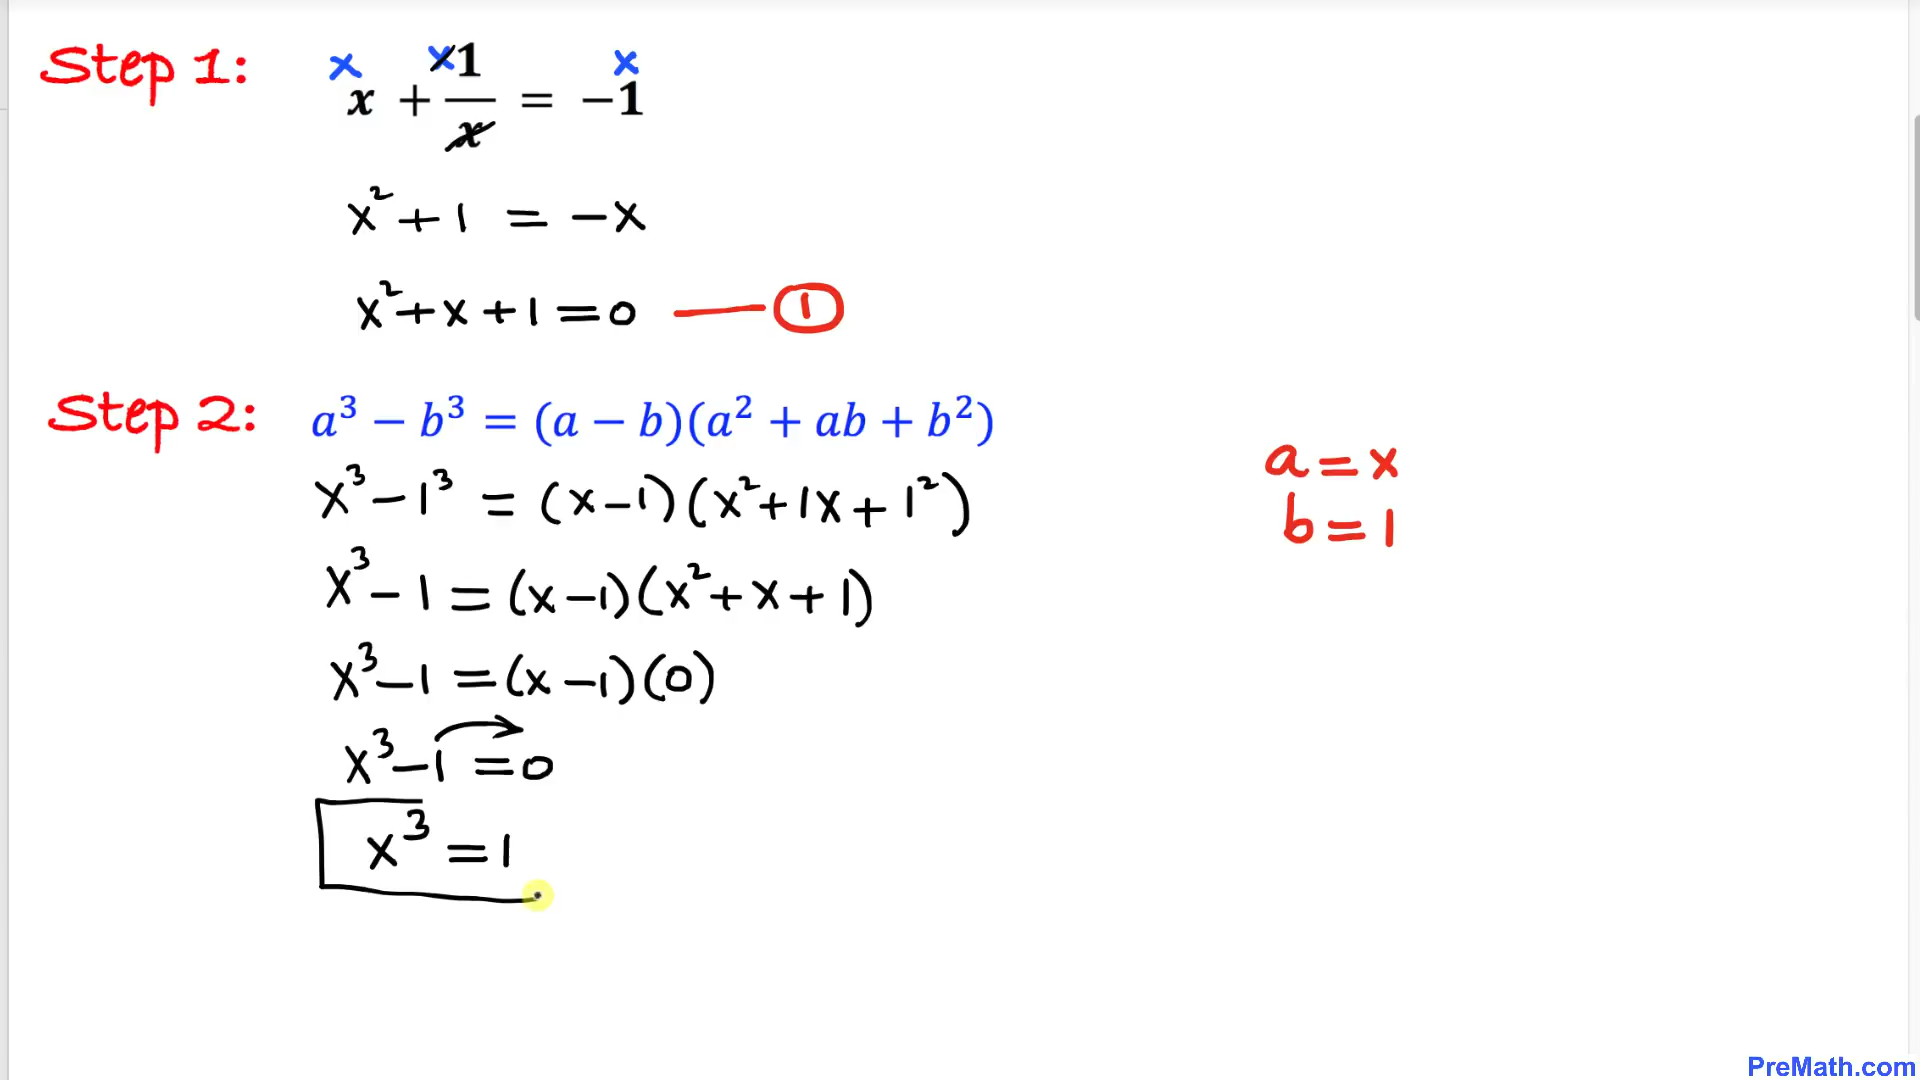 Step 1:
x x1 x
x + — = -1
x
x² + 1 = -x
x² + x + 1 = 0 — ①
Step 2: a³ − b³ = (a − b)(a² + ab + b²)
a = x
x³ - 1³ = (x-1)(x² + 1x + 1²)
b = 1
x³ - 1 = (x-1)(x² + x + 1)
x³ - 1 = (x-1)(0)
x³ - 1 = 0
x³ = 1
PreMath.com